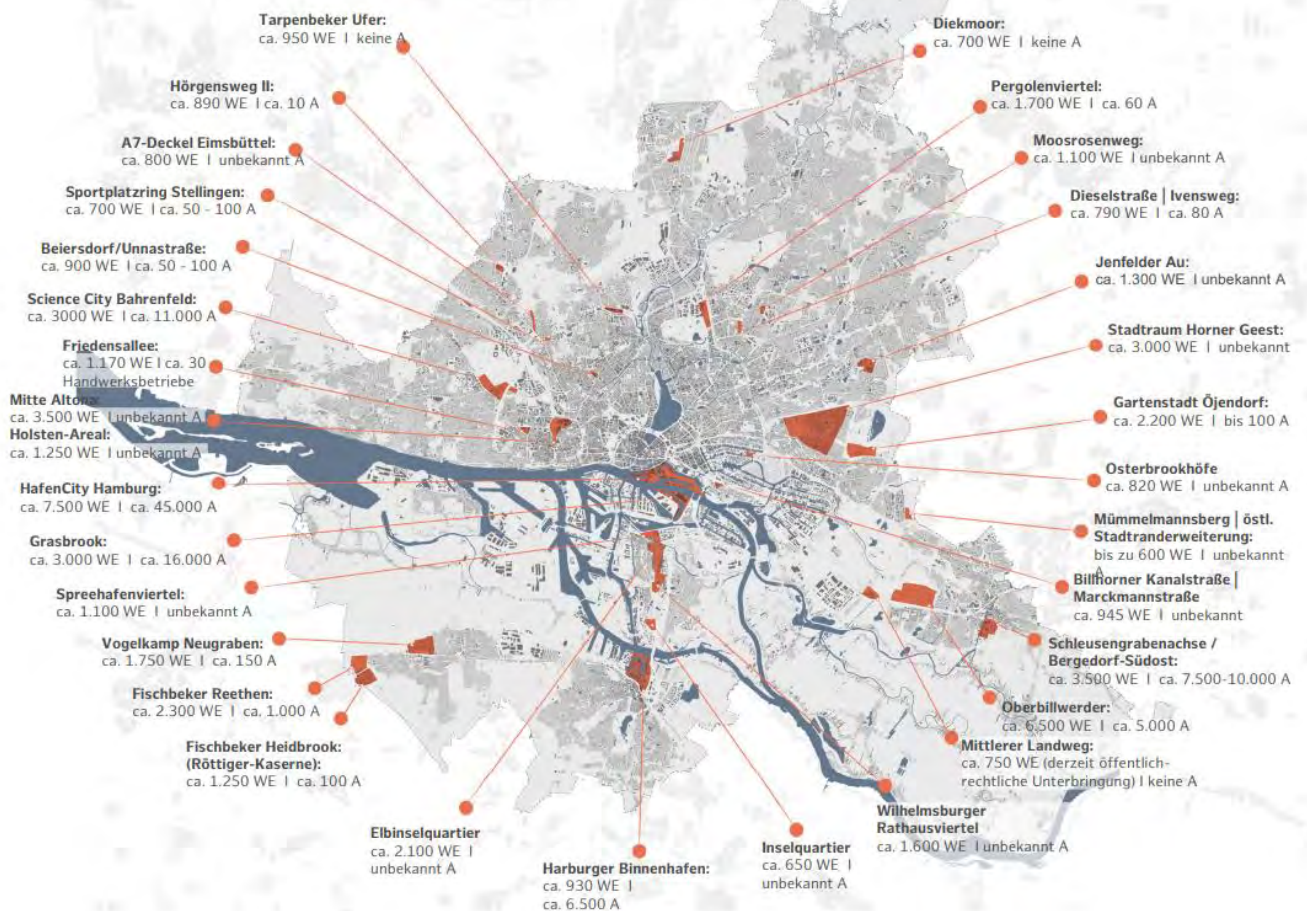 Tarpenbeker Ufer:
ca. 950 WE I keine A
Hörgensweg II:
ca. 890 WE I ca. 10 A
A7-Deckel Eimsbüttel:
ca. 800 WE I unbekannt A
Sportplatzring Stellingen:
ca. 700 WE I ca. 50 - 100 A
Beiersdorf/Unnastraße:
ca. 900 WE I ca. 50 - 100 A
Science City Bahrenfeld:
ca. 3000 WE I ca. 11.000 A
Friedensallee:
ca. 1.170 WE I ca. 30
Handwerksbetriebe
Mitte Altona:
ca. 3.500 WE I unbekannt A
Holsten-Areal:
ca. 1.250 WE I unbekannt A
HafenCity Hamburg:
ca. 7.500 WE I ca. 45.000 A
Grasbrook:
ca. 3.000 WE I ca. 16.000 A
Spreehafenviertel:
ca. 1.100 WE I unbekannt A
Vogelkamp Neugraben:
ca. 1.750 WE I ca. 150 A
Fischbeker Reethen:
ca. 2.300 WE I ca. 1.000 A
Fischbeker Heidbrook:
(Röttiger-Kaserne):
ca. 1.250 WE I ca. 100 A
Elbinselquartier
ca. 2.100 WE I
unbekannt A
Harburger Binnenhafen:
ca. 930 WE I
ca. 6.500 A
Inselquartier
ca. 650 WE I
unbekannt A
Wilhelmsburger
Rathausviertel
ca. 1.600 WE I unbekannt A
Diekmoor:
ca. 700 WE I keine A
Pergolenviertel:
ca. 1.700 WE I ca. 60 A
Moosrosenweg:
ca. 1.100 WE I unbekannt A
Dieselstraße | Ivensweg:
ca. 790 WE I ca. 80 A
Jenfelder Au:
ca. 1.300 WE I unbekannt A
Stadtraum Horner Geest:
ca. 3.000 WE I unbekannt
Gartenstadt Öjendorf:
ca. 2.200 WE I bis 100 A
Osterbrookhöfe
ca. 820 WE I unbekannt A
Mümmelmannsberg | östl.
Stadtranderweiterung:
bis zu 600 WE I unbekannt
A
Billhorner Kanalstraße |
Marckmannstraße
ca. 945 WE I unbekannt
Schleusengrabenachse /
Bergedorf-Südost:
ca. 3.500 WE I ca. 7.500-10.000 A
Oberbillwerder:
ca. 6.500 WE I ca. 5.000 A
Mittlerer Landweg:
ca. 750 WE (derzeit öffentlich-
rechtliche Unterbringung) I keine A